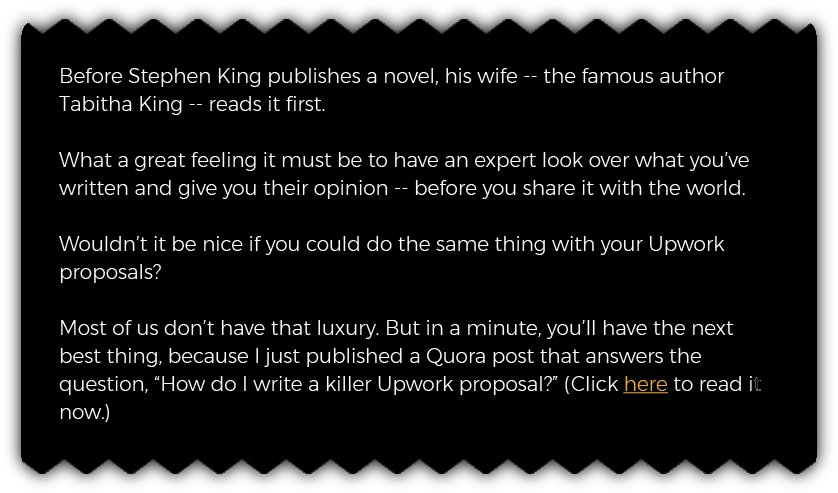 Before Stephen King publishes a novel, his wife -- the famous author
Tabitha King -- reads it first.
What a great feeling it must be to have an expert look over what you’ve
written and give you their opinion -- before you share it with the world.
Wouldn’t it be nice if you could do the same thing with your Upwork
proposals?
Most of us don’t have that luxury. But in a minute, you’ll have the next
best thing, because I just published a Quora post that answers the
question, “How do I write a killer Upwork proposal?” (Click here to read it
now.)